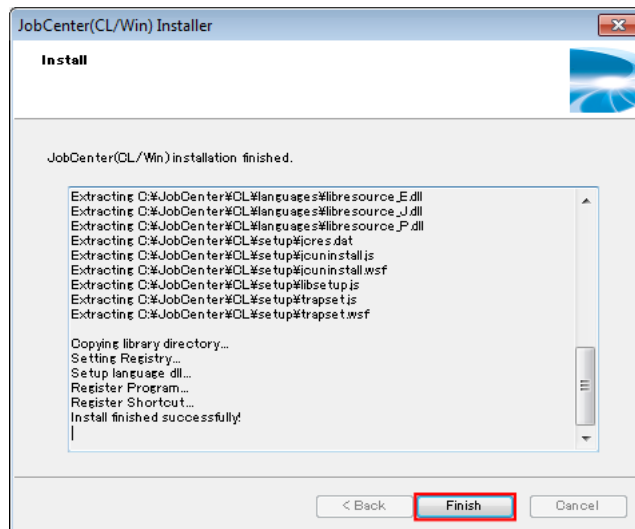 JobCenter(CL/Win) Installer
Install
JobCenter(CL/Win) installation finished.
Extracting C:¥JobCenter¥CL¥languages¥libresource_E.dll
Extracting C:¥JobCenter¥CL¥languages¥libresource_J.dll
Extracting C:¥JobCenter¥CL¥languages¥libresource_P.dll
Extracting C:¥JobCenter¥CL¥setup¥jcres.dat
Extracting C:¥JobCenter¥CL¥setup¥jcuninstall.js
Extracting C:¥JobCenter¥CL¥setup¥jcuninstall.wsf
Extracting C:¥JobCenter¥CL¥setup¥libsetup.js
Extracting C:¥JobCenter¥CL¥setup¥trapset.js
Extracting C:¥JobCenter¥CL¥setup¥trapset.wsf
Copying library directory...
Setting Registry...
Setup language dll...
Register Program...
Register Shortcut...
Install finished successfully!
< Back Finish Cancel